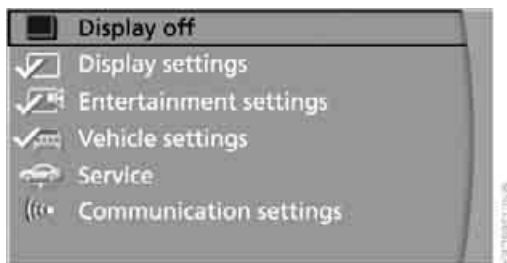 Display off
Display settings
Entertainment settings
Vehicle settings
Service
Communication settings